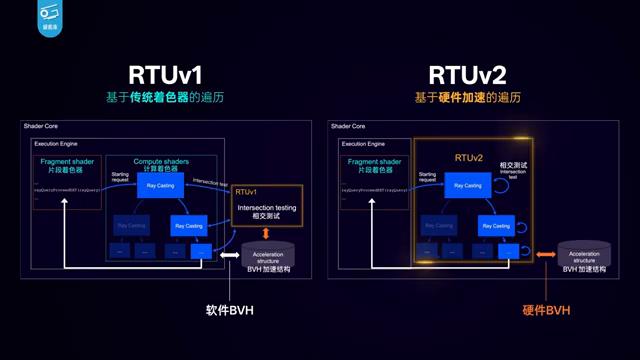 极客湾
RTUv1
基于传统着色器的遍历
Shader Core
Execution Engine
Fragment shader
片段着色器
...
rayQueryProceedEXT(rayQuery)
...
Starting
request
Compute shaders
计算着色器
Ray Casting
Intersection test
Ray Casting
Ray Casting
...
...
...
...
RTUv1
Intersection testing
相交测试
Acceleration
structure
BVH 加速结构
软件BVH
RTUv2
基于硬件加速的遍历
Shader Core
Execution Engine
Fragment shader
片段着色器
...
rayQueryProceedEXT(rayQuery)
...
Starting
request
RTUv2
Ray Casting
相交测试
Intersection
test
Ray Casting
Ray Casting
...
...
...
...
Acceleration
structure
BVH 加速结构
硬件BVH